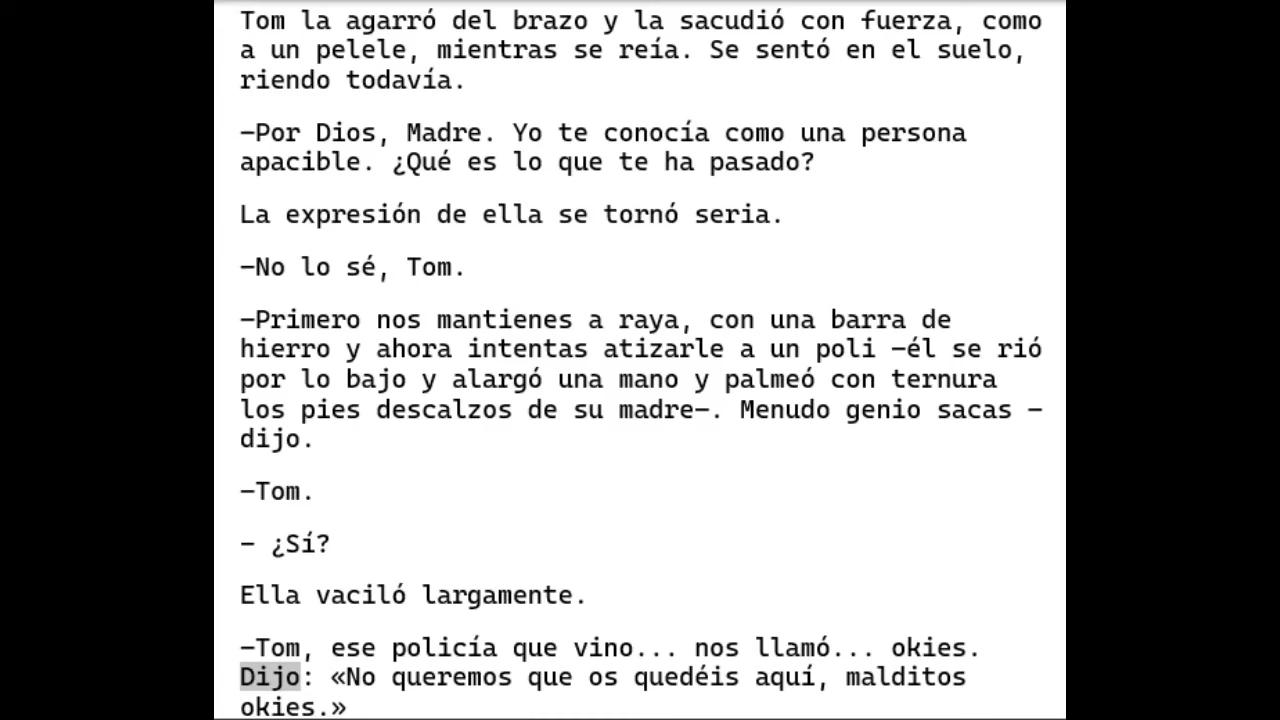 Tom la agarró del brazo y la sacudió con fuerza, como
a un pelele, mientras se reía. Se sentó en el suelo,
riendo todavía.
—Por Dios, Madre. Yo te conocía como una persona
apacible. ¿Qué es lo que te ha pasado?
La expresión de ella se tornó seria.
—No lo sé, Tom.
—Primero nos mantienes a raya, con una barra de
hierro y ahora intentas atizarle a un poli —él se rió
por lo bajo y alargó una mano y palmeó con ternura
los pies descalzos de su madre—. Menudo genio sacas —
dijo.
—Tom.
— ¿Sí?
Ella vaciló largamente.
—Tom, ese policía que vino... nos llamó... okies.
Dijo: «No queremos que os quedéis aquí, malditos
okies.»